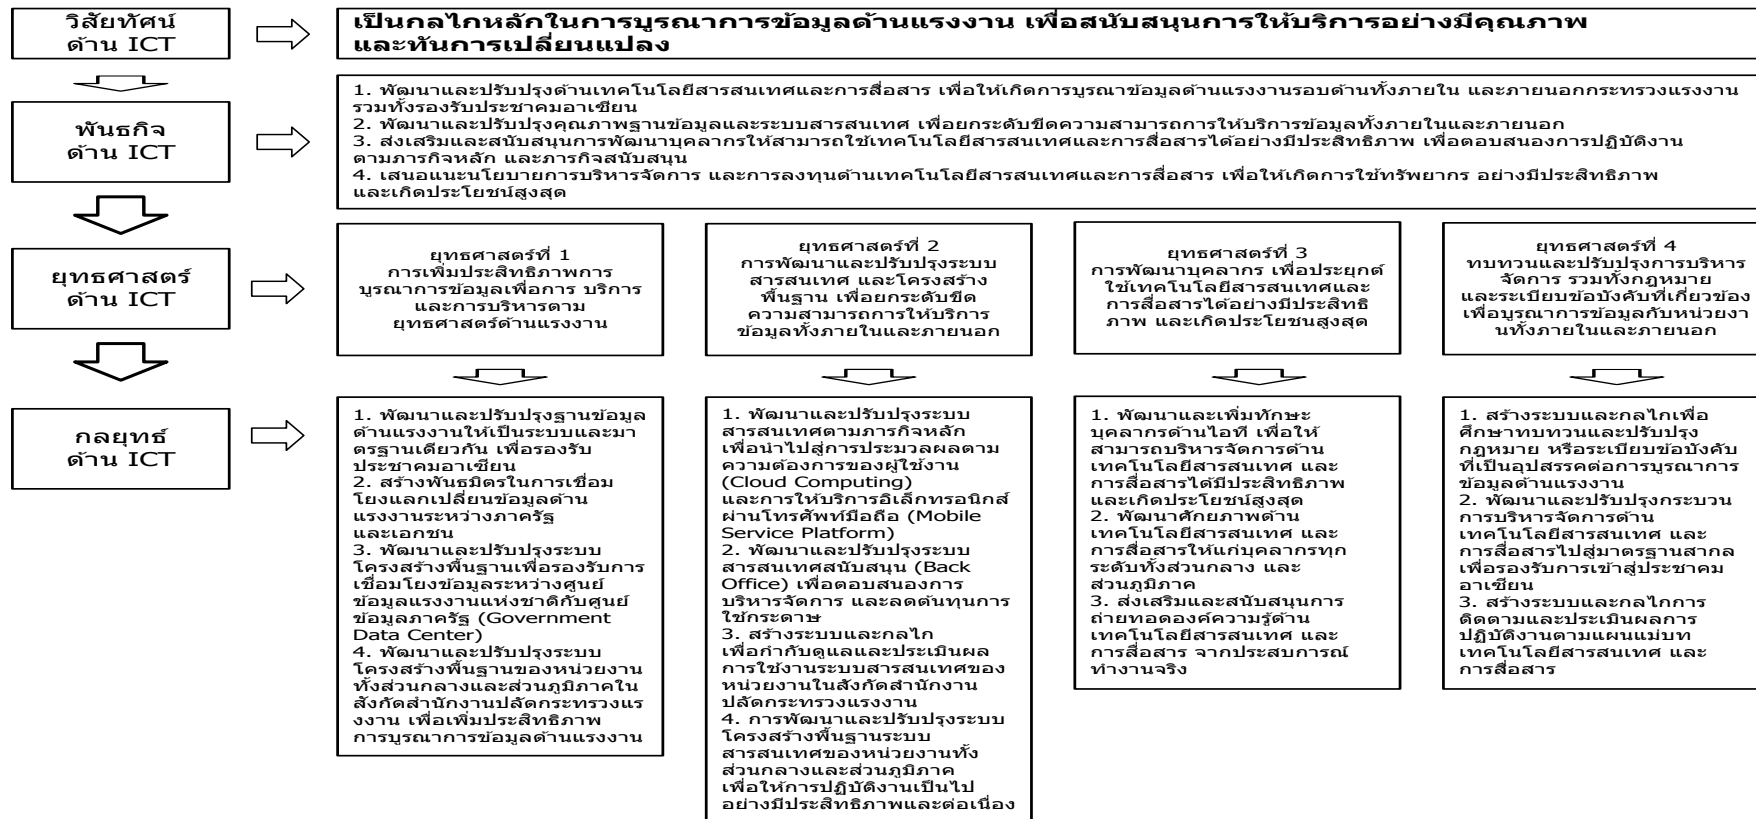 วิสัยทัศน์
ด้าน ICT
เป็นกลไกหลักในการบูรณาการข้อมูลด้านแรงงาน เพื่อสนับสนุนการให้บริการอย่างมีคุณภาพ
และทันการเปลี่ยนแปลง
พันธกิจ
ด้าน ICT
1. พัฒนาและปรับปรุงด้านเทคโนโลยีสารสนเทศและการสื่อสาร เพื่อให้เกิดการบูรณาข้อมูลด้านแรงงานรอบด้านทั้งภายใน และภายนอกกระทรวงแรงงาน
รวมทั้งรองรับประชาคมอาเซียน
2. พัฒนาและปรับปรุงคุณภาพฐานข้อมูลและระบบสารสนเทศ เพื่อยกระดับขีดความสามารถการให้บริการข้อมูลทั้งภายในและภายนอก
3. ส่งเสริมและสนับสนุนการพัฒนาบุคลากรให้สามารถใช้เทคโนโลยีสารสนเทศและการสื่อสารได้อย่างมีประสิทธิภาพ เพื่อตอบสนองการปฏิบัติงาน
ตามภารกิจหลัก และภารกิจสนับสนุน
4. เสนอแนะนโยบายการบริหารจัดการ และการลงทุนด้านเทคโนโลยีสารสนเทศและการสื่อสาร เพื่อให้เกิดการใช้ทรัพยากร อย่างมีประสิทธิภาพ
และเกิดประโยชน์สูงสุด
ยุทธศาสตร์
ด้าน ICT
ยุทธศาสตร์ที่ 1
การเพิ่มประสิทธิภาพการ
บูรณาการข้อมูลเพื่อการ บริการ
และการบริหารตาม
ยุทธศาสตร์ด้านแรงงาน
ยุทธศาสตร์ที่ 2
การพัฒนาและปรับปรุงระบบ
สารสนเทศ และโครงสร้าง
พื้นฐาน เพื่อยกระดับขีด
ความสามารถการให้บริการ
ข้อมูลทั้งภายในและภายนอก
ยุทธศาสตร์ที่ 3
การพัฒนาบุคลากร เพื่อประยุกต์
ใช้เทคโนโลยีสารสนเทศและ
การสื่อสารได้อย่างมีประสิทธิ
ภาพ และเกิดประโยชนสูงสุด
ยุทธศาสตร์ที่ 4
ทบทวนและปรับปรุงการบริหาร
จัดการ รวมทั้งกฎหมาย
และระเบียบข้อบังคับที่เกี่ยวข้อง
เพื่อบูรณาการข้อมูลกับหน่วยงา
นทั้งภายในและภายนอก
กลยุทธ์
ด้าน ICT
1. พัฒนาและปรับปรุงฐานข้อมูล
ด้านแรงงานให้เป็นระบบและมา
ตรฐานเดียวกัน เพื่อรองรับ
ประชาคมอาเซียน
2. สร้างพันธมิตรในการเชื่อม
โยงแลกเปลี่ยนข้อมูลด้าน
แรงงานระหว่างภาครัฐ
และเอกชน
3. พัฒนาและปรับปรุงระบบ
โครงสร้างพื้นฐานเพื่อรองรับการ
เชื่อมโยงข้อมูลระหว่างศูนย์
ข้อมูลแรงงานแห่งชาติกับศูนย์
ข้อมูลภาครัฐ (Government
Data Center)
4. พัฒนาและปรับปรุงระบบ
โครงสร้างพื้นฐานของหน่วยงาน
ทั้งส่วนกลางและส่วนภูมิภาคใน
สังกัดสำนักงานปลัดกระทรวงแร
งงาน เพื่อเพิ่มประสิทธิภาพ
การบูรณาการข้อมูลด้านแรงงาน
1. พัฒนาและปรับปรุงระบบ
สารสนเทศตามภารกิจหลัก
เพื่อนำไปสู่การประมวลผลตาม
ความต้องการของผู้ใช้งาน
(Cloud Computing)
และการให้บริการอิเล็กทรอนิกส์
ผ่านโทรศัพท์มือถือ (Mobile
Service Platform)
2. พัฒนาและปรับปรุงระบบ
สารสนเทศสนับสนุน (Back
Office) เพื่อตอบสนองการ
บริหารจัดการ และลดต้นทุนการ
ใช้กระดาษ
3. สร้างระบบและกลไก
เพื่อกำกับดูแลและประเมินผล
การใช้งานระบบสารสนเทศของ
หน่วยงานในสังกัดสำนักงาน
ปลัดกระทรวงแรงงาน
4. การพัฒนาและปรับปรุงระบบ
โครงสร้างพื้นฐานระบบ
สารสนเทศของหน่วยงานทั้ง
ส่วนกลางและส่วนภูมิภาค
เพื่อให้การปฏิบัติงานเป็นไป
อย่างมีประสิทธิภาพและต่อเนื่อง
1. พัฒนาและเพิ่มทักษะ
บุคลากรด้านไอที เพื่อให้
สามารถบริหารจัดการด้าน
เทคโนโลยีสารสนเทศ และ
การสื่อสารได้มีประสิทธิภาพ
และเกิดประโยชน์สูงสุด
2. พัฒนาศักยภาพด้าน
เทคโนโลยีสารสนเทศ และ
การสื่อสารให้แก่บุคลากรทุก
ระดับทั้งส่วนกลาง และ
ส่วนภูมิภาค
3. ส่งเสริมและสนับสนุนการ
ถ่ายทอดองค์ความรู้ด้าน
เทคโนโลยีสารสนเทศ และ
การสื่อสาร จากประสบการณ์
ทำงานจริง
1. สร้างระบบและกลไกเพื่อ
ศึกษาทบทวนและปรับปรุง
กฎหมาย หรือระเบียบข้อบังคับ
ที่เป็นอุปสรรคต่อการบูรณาการ
ข้อมูลด้านแรงงาน
2. พัฒนาและปรับปรุงกระบวน
การบริหารจัดการด้าน
เทคโนโลยีสารสนเทศ และ
การสื่อสารไปสู่มาตรฐานสากล
เพื่อรองรับการเข้าสู่ประชาคม
อาเซียน
3. สร้างระบบและกลไกการ
ติดตามและประเมินผลการ
ปฏิบัติงานตามแผนแม่บท
เทคโนโลยีสารสนเทศ และ
การสื่อสาร